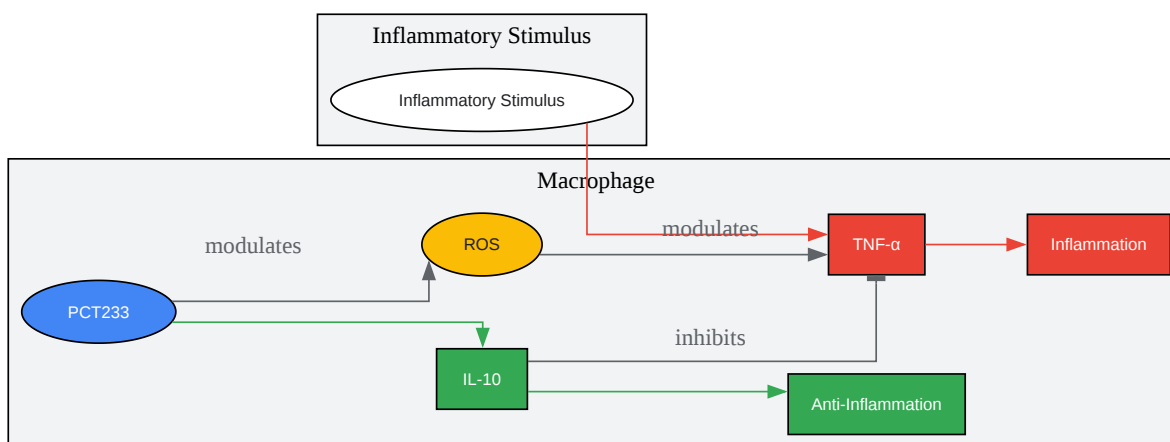 Inflammatory Stimulus
Inflammatory Stimulus
Macrophage
modulates
ROS
modulates
TNF-α
Inflammation
PCT233
inhibits
IL-10
Anti-Inflammation